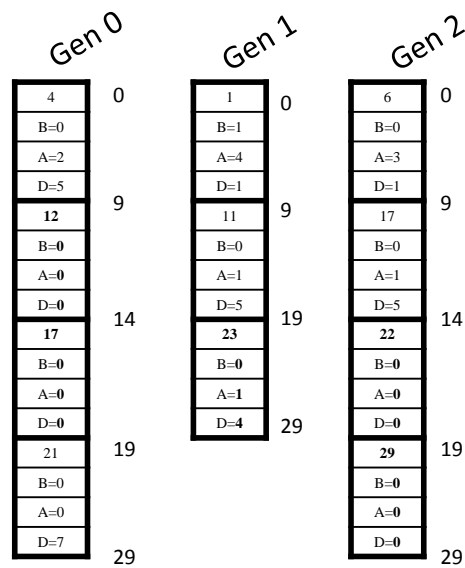 Gen 0
4
B=0
A=2
D=5
12
B=0
A=0
D=0
17
B=0
A=0
D=0
21
B=0
A=0
D=7
0
9
14
19
29
Gen 1
1
B=1
A=4
D=1
11
B=0
A=1
D=5
23
B=0
A=1
D=4
0
9
19
29
Gen 2
6
B=0
A=3
D=1
17
B=0
A=1
D=5
22
B=0
A=0
D=0
29
B=0
A=0
D=0
0
9
14
19
29